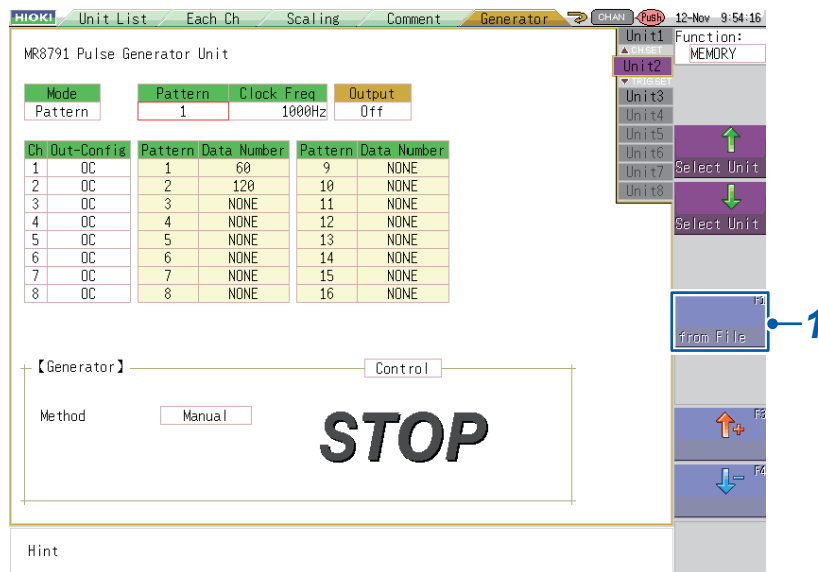 HIOKI Unit List Each Ch Scaling Comment Generator CHAN Push 12-Nov 9:54:16
MR8791 Pulse Generator Unit
Mode Pattern Clock Freq Output
Pattern 1 1000Hz Off
Ch Out-Config Pattern Data Number Pattern Data Number
1 OC 1 60 9 NONE
2 OC 2 120 10 NONE
3 OC 3 NONE 11 NONE
4 OC 4 NONE 12 NONE
5 OC 5 NONE 13 NONE
6 OC 6 NONE 14 NONE
7 OC 7 NONE 15 NONE
8 OC 8 NONE 16 NONE
【Generator】 Control
Method Manual
STOP
Hint
Unit1
▲CH SET
Unit2
▼TRIG SET
Unit3
Unit4
Unit5
Unit6
Unit7
Unit8
Function:
MEMORY
Select Unit
Select Unit
from File
1
F3
F4